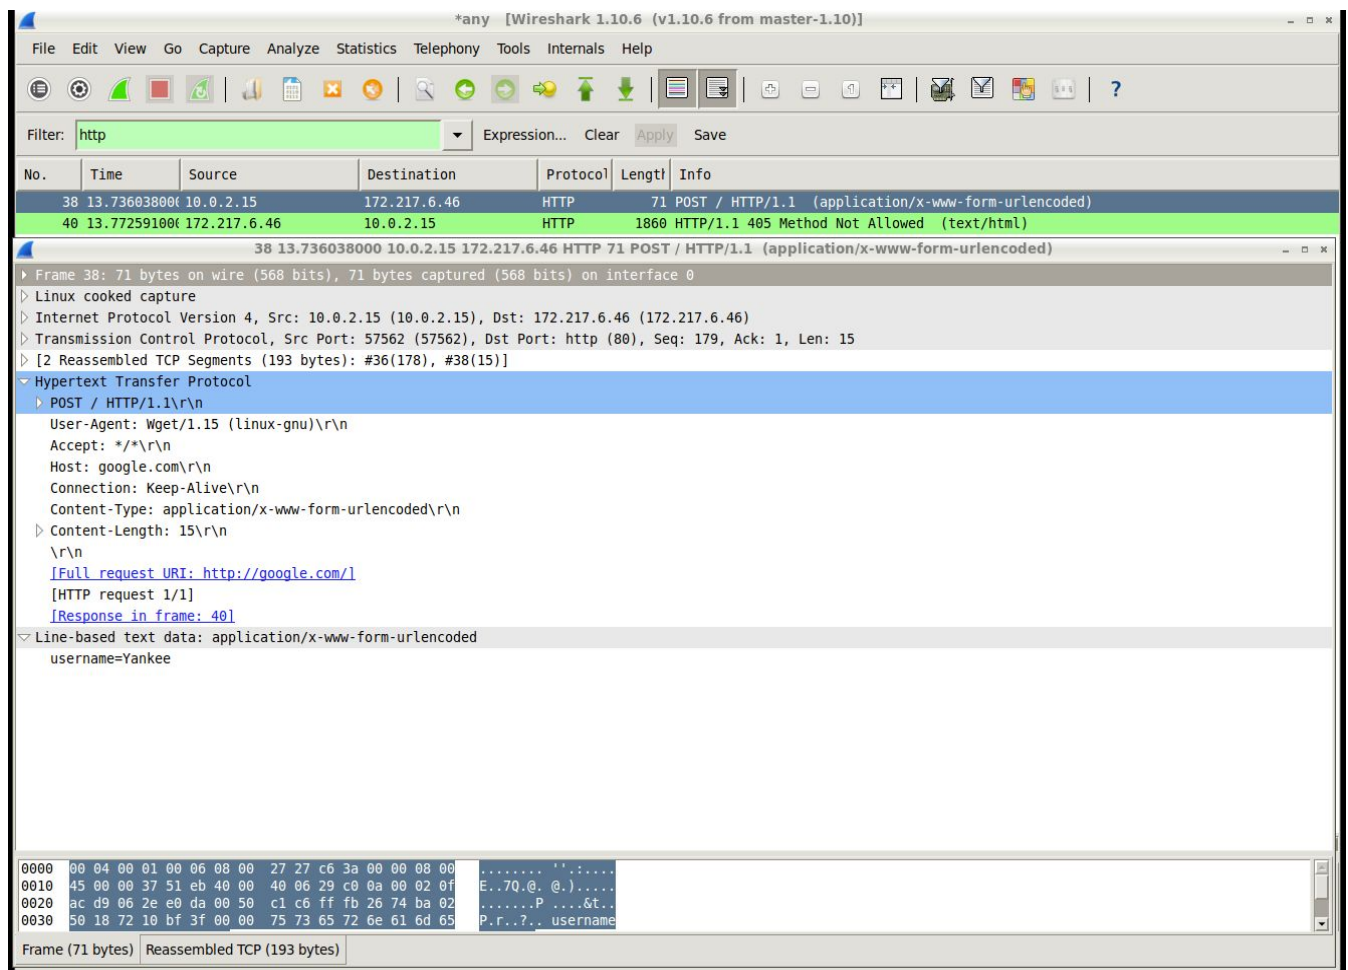 *any [Wireshark 1.10.6 (v1.10.6 from master-1.10)]
File Edit View Go Capture Analyze Statistics Telephony Tools Internals Help
Filter: http Expression... Clear Apply Save
No. Time Source Destination Protocol Length Info
38 13.736038000 10.0.2.15 172.217.6.46 HTTP 71 POST / HTTP/1.1 (application/x-www-form-urlencoded)
40 13.772591000 172.217.6.46 10.0.2.15 HTTP 1860 HTTP/1.1 405 Method Not Allowed (text/html)
38 13.736038000 10.0.2.15 172.217.6.46 HTTP 71 POST / HTTP/1.1 (application/x-www-form-urlencoded)
Frame 38: 71 bytes on wire (568 bits), 71 bytes captured (568 bits) on interface 0
Linux cooked capture
Internet Protocol Version 4, Src: 10.0.2.15 (10.0.2.15), Dst: 172.217.6.46 (172.217.6.46)
Transmission Control Protocol, Src Port: 57562 (57562), Dst Port: http (80), Seq: 179, Ack: 1, Len: 15
[2 Reassembled TCP Segments (193 bytes): #36(178), #38(15)]
Hypertext Transfer Protocol
POST / HTTP/1.1\r\n
User-Agent: Wget/1.15 (linux-gnu)\r\n
Accept: */*\r\n
Host: google.com\r\n
Connection: Keep-Alive\r\n
Content-Type: application/x-www-form-urlencoded\r\n
Content-Length: 15\r\n
\r\n
[Full request URI: http://google.com/]
[HTTP request 1/1]
[Response in frame: 40]
Line-based text data: application/x-www-form-urlencoded
username=Yankee
0000 00 04 00 01 00 06 08 00 27 27 c6 3a 00 00 08 00 ........ ''.:....
0010 45 00 00 37 51 eb 40 00 40 06 29 c0 0a 00 02 0f E..7Q.@. @.).....
0020 ac d9 06 2e e0 da 00 50 c1 c6 ff fb 26 74 ba 02 .......P ....&t..
0030 50 18 72 10 bf 3f 00 00 75 73 65 72 6e 61 6d 65 P.r..?.. username
Frame (71 bytes) Reassembled TCP (193 bytes)